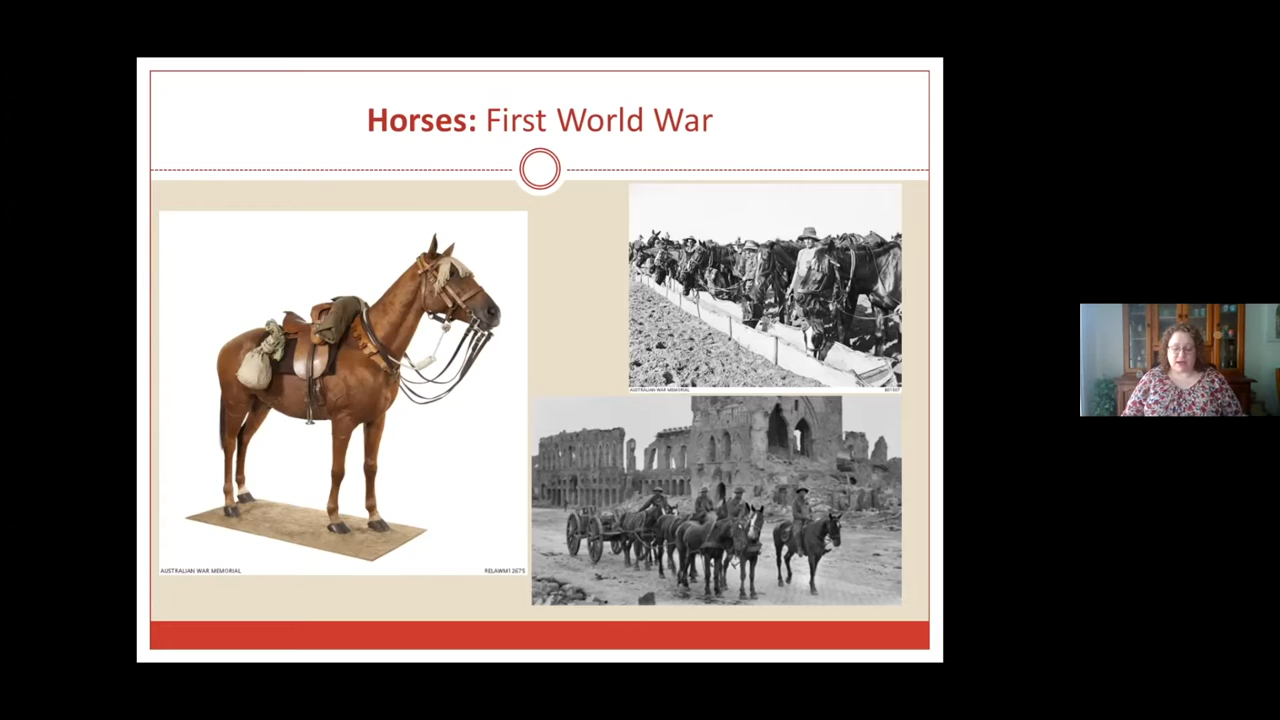 Horses: First World War
AUSTRALIAN WAR MEMORIAL
AUSTRALIAN WAR MEMORIAL
RELAWM12675